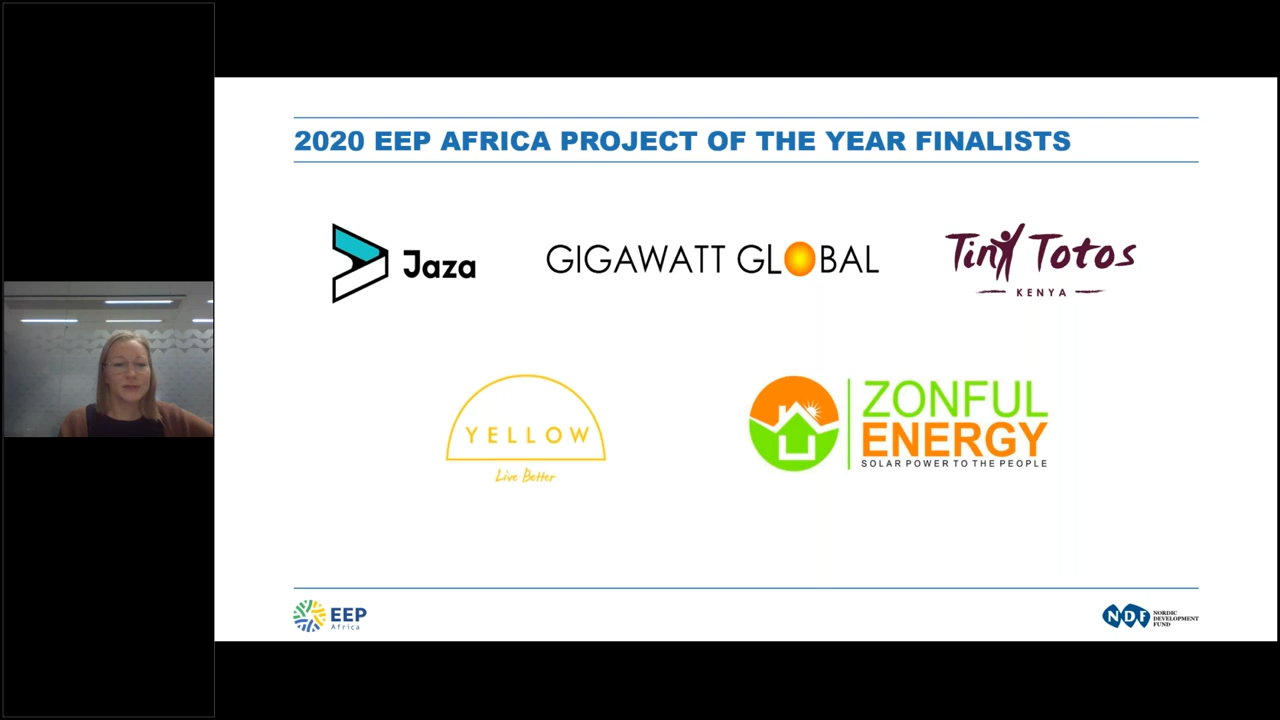 2020 EEP AFRICA PROJECT OF THE YEAR FINALISTS
Jaza
GIGAWATT GLOBAL
Tiny Totos
KENYA
YELLOW
Live Better
ZONFUL
ENERGY
SOLAR POWER TO THE PEOPLE
EEP
Africa
NDF
NORDIC
DEVELOPMENT
FUND